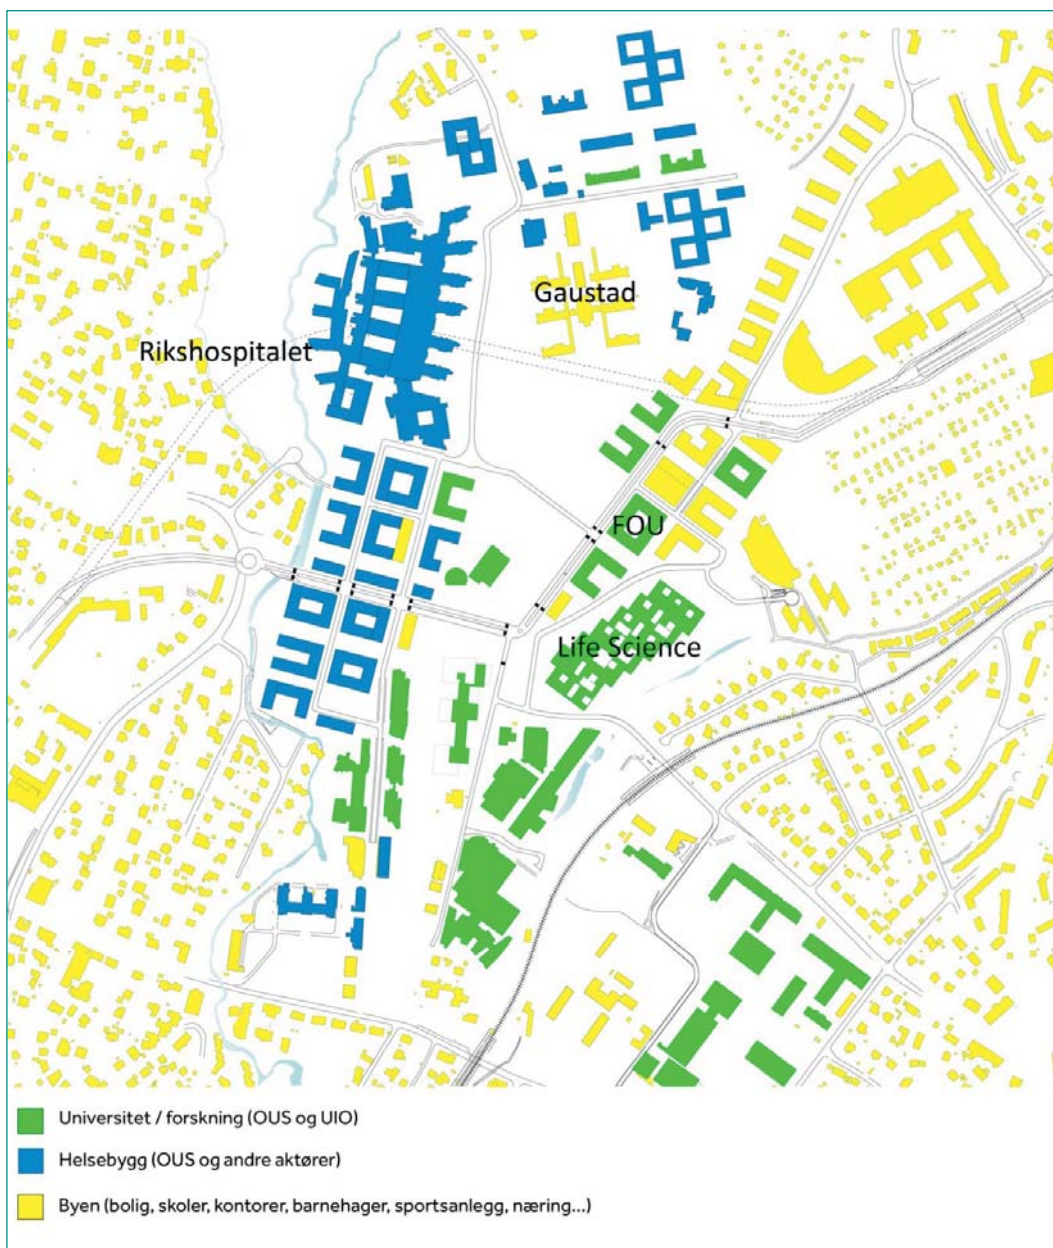 Gaustad
Rikshospitalet
FOU
Life Science
Universitet / forskning (OUS og UIO)
Helsebygg (OUS og andre aktører)
Byen (bolig, skoler, kontorer, barnehager, sportsanlegg, næring...)